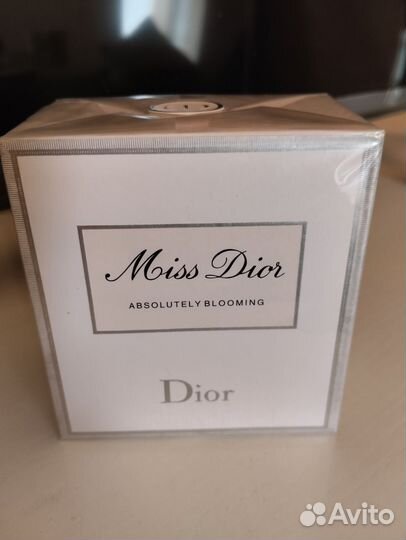 Miss Dior
ABSOLUTELY BLOOMING
Dior
Avito